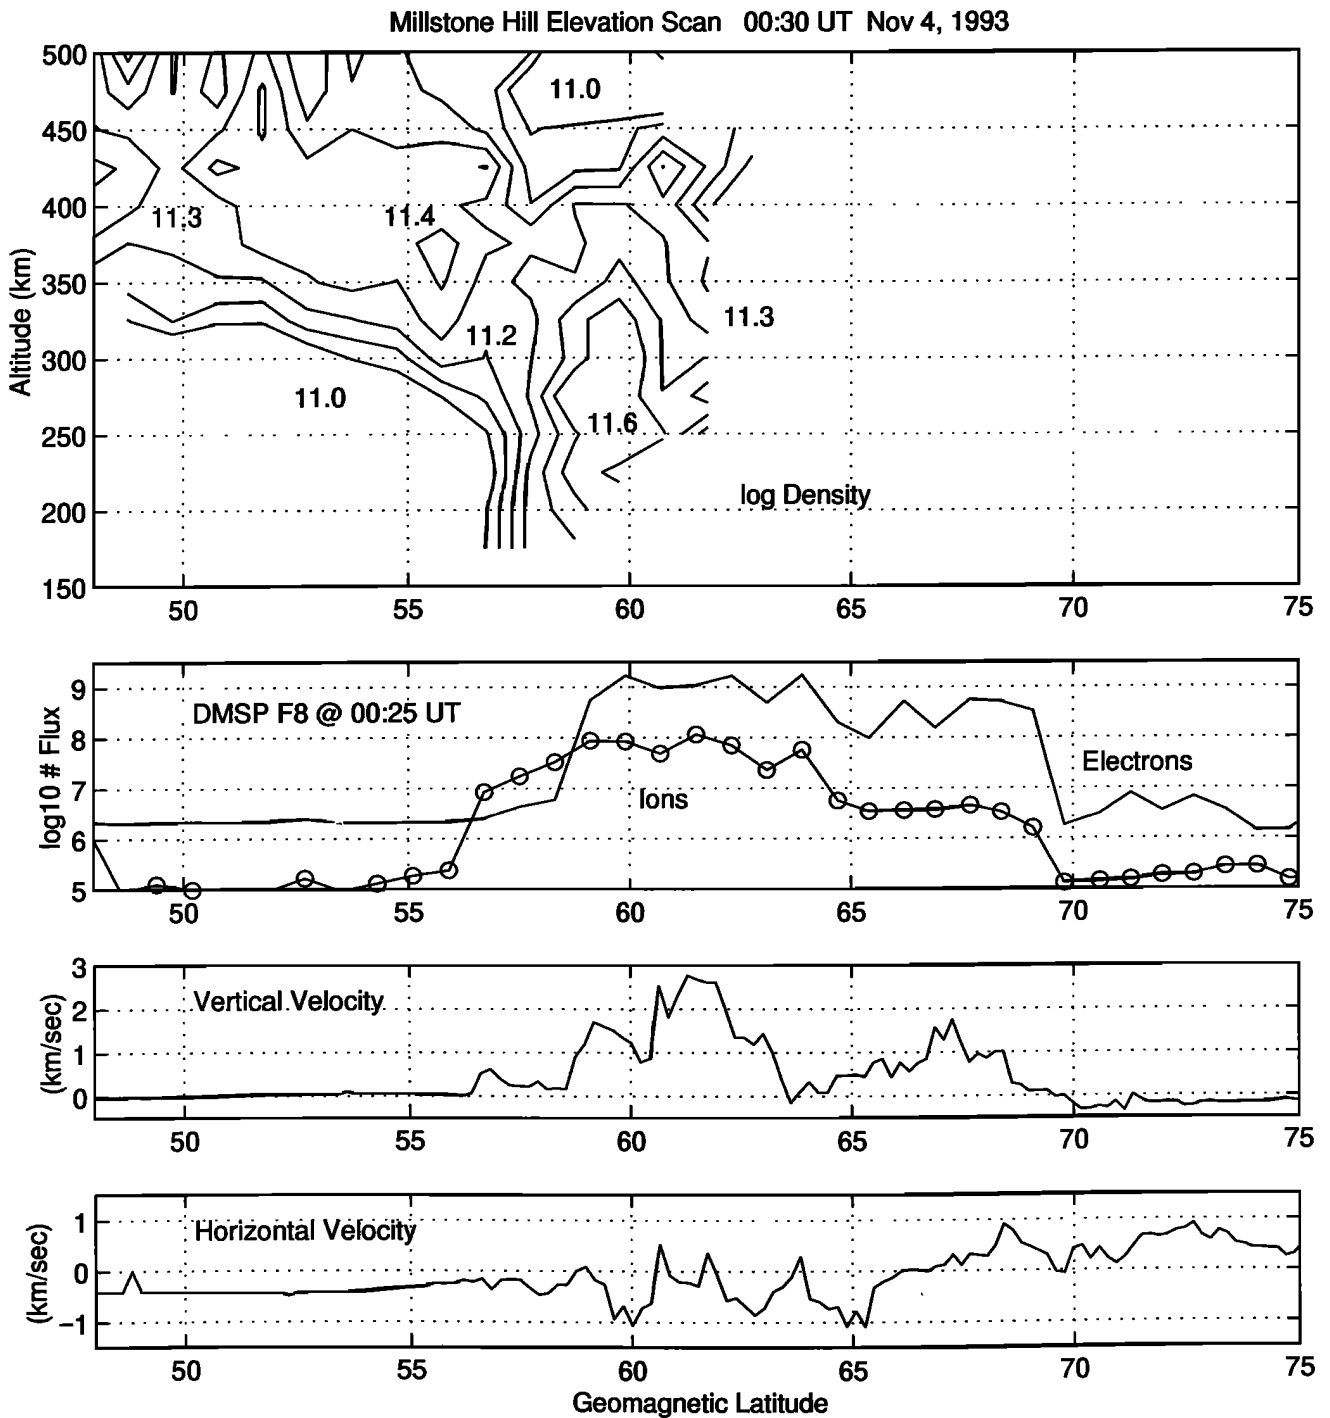 Millstone Hill Elevation Scan 00:30 UT Nov 4, 1993
500
450
400
350
300
250
200
150
Altitude (km)
11.0
11.3
11.4
11.2
11.3
11.0
11.6
log Density
50 55 60 65 70 75
9
8
7
6
5
log10 # Flux
DMSP F8 @ 00:25 UT
Electrons
Ions
50 55 60 65 70 75
3
2
1
0
(km/sec)
Vertical Velocity
50 55 60 65 70 75
1
0
−1
(km/sec)
Horizontal Velocity
50 55 60 65 70 75
Geomagnetic Latitude